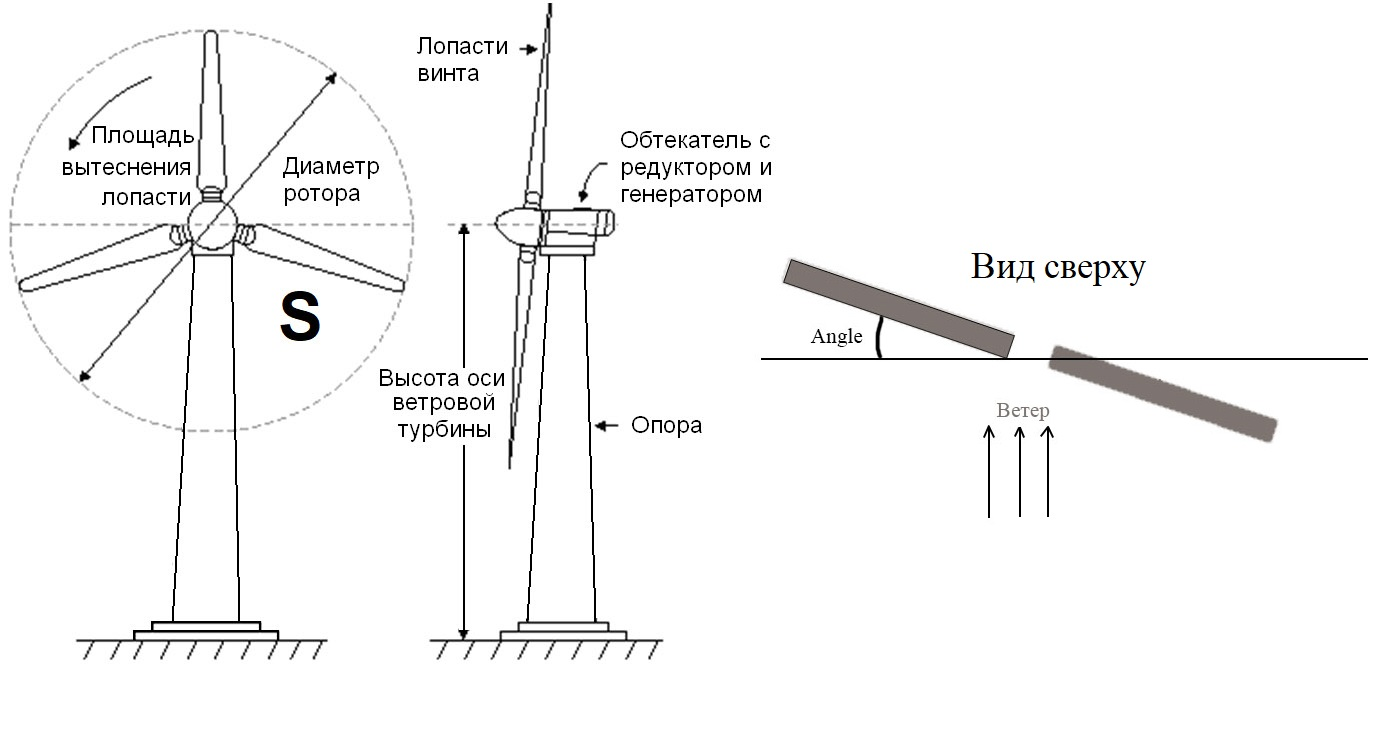 Площадь
вытеснения
лопасти
Диаметр
ротора
S
Лопасти
винта
Обтекатель с
редуктором и
генератором
Высота оси
ветровой
турбины
Опора
Вид сверху
Angle
Ветер